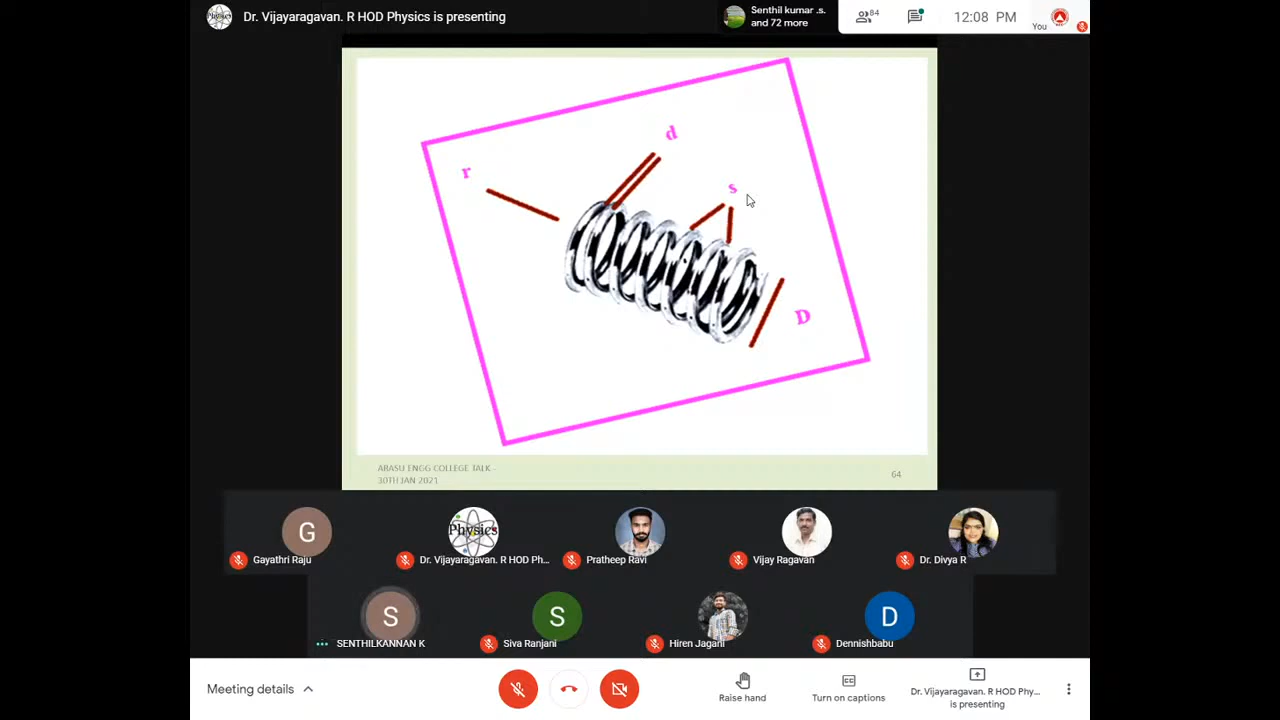 Dr. Vijayaragavan. R HOD Physics is presenting
Senthil kumar .s.
and 72 more
84
12:08 PM
You
d
r
s
D
ARASU ENGG COLLEGE TALK -
30TH JAN 2021
64
G
Physics
Gayathri Raju
Dr. Vijayaragavan. R HOD Ph...
Pratheep Ravi
Vijay Ragavan
Dr. Divya R
S
S
D
SENTHILKANNAN K
Siva Ranjani
Hiren Jagani
Dennishbabu
Meeting details
CC
Raise hand
Turn on captions
Dr. Vijayaragavan. R HOD Phy...
is presenting